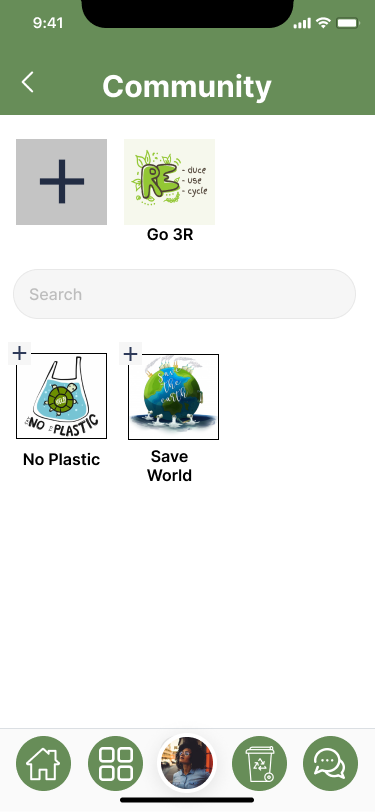 9:41
Community
RE
- duce
- use
- cycle
Go 3R
Search
NO PLASTIC
save
the
earth
No Plastic
Save
World